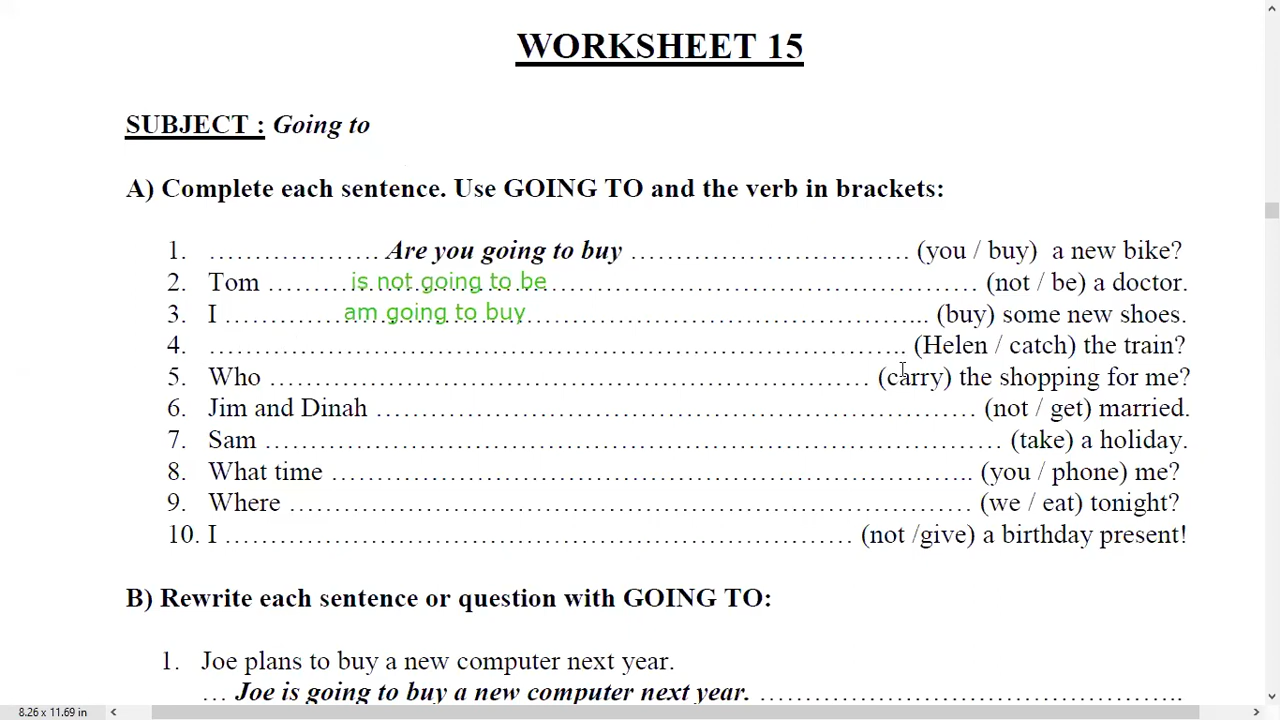 WORKSHEET 15
SUBJECT : Going to
A) Complete each sentence. Use GOING TO and the verb in brackets:
1. ………………. Are you going to buy ………………………… (you / buy) a new bike?
2. Tom ……… is not going to be ……………………………………… (not / be) a doctor.
3. I ………… am going to buy …………………………………... (buy) some new shoes.
4. ………………………………………………………………….. (Helen / catch) the train?
5. Who ………………………………………………………… (carry) the shopping for me?
6. Jim and Dinah ………………………………………………………… (not / get) married.
7. Sam ……………………………………………………………………… (take) a holiday.
8. What time …………………………………………………………….. (you / phone) me?
9. Where ………………………………………………………………… (we / eat) tonight?
10. I …………………………………………………………… (not /give) a birthday present!
B) Rewrite each sentence or question with GOING TO:
1. Joe plans to buy a new computer next year.
… Joe is going to buy a new computer next year. ……………………………………….
8.26 x 11.69 in